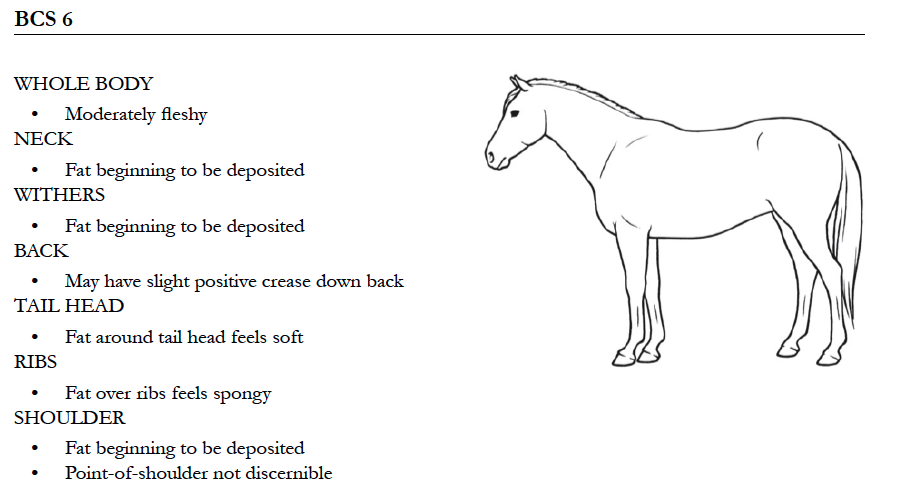 BCS 6
WHOLE BODY
• Moderately fleshy
NECK
• Fat beginning to be deposited
WITHERS
• Fat beginning to be deposited
BACK
• May have slight positive crease down back
TAIL HEAD
• Fat around tail head feels soft
RIBS
• Fat over ribs feels spongy
SHOULDER
• Fat beginning to be deposited
• Point-of-shoulder not discernible